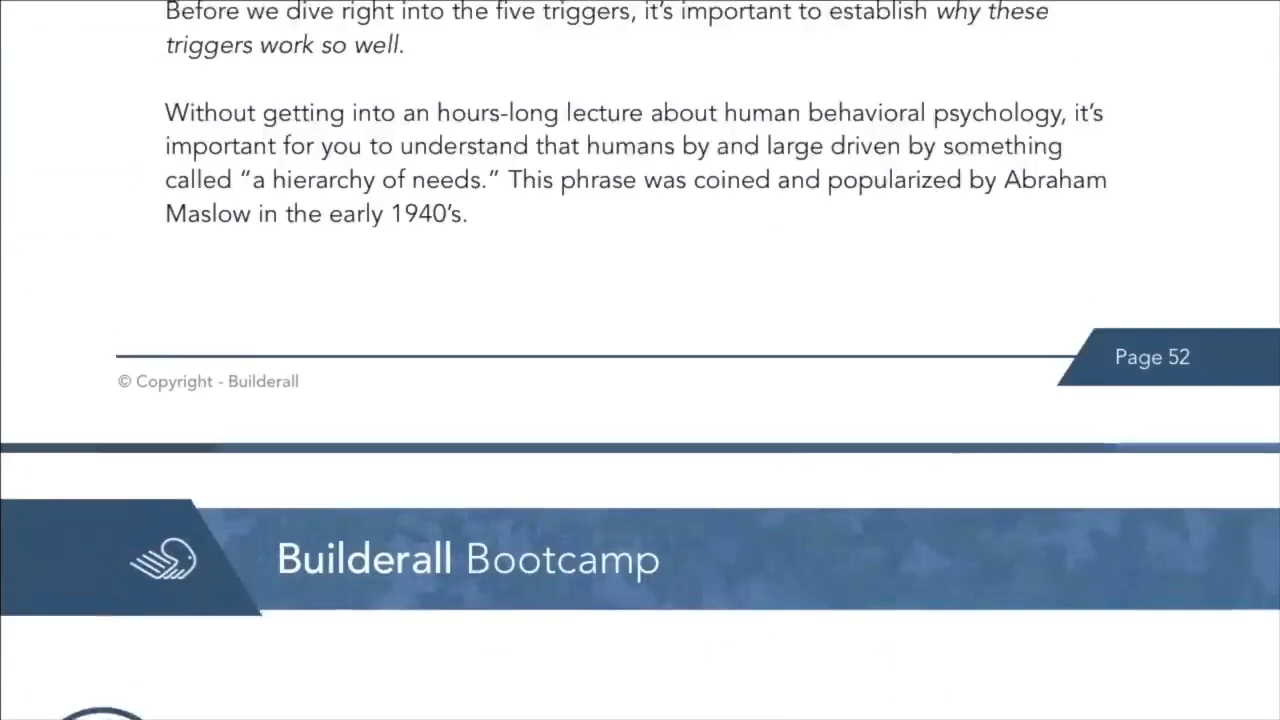 Before we dive right into the five triggers, it's important to establish why these
triggers work so well.
Without getting into an hours-long lecture about human behavioral psychology, it's
important for you to understand that humans by and large driven by something
called “a hierarchy of needs.” This phrase was coined and popularized by Abraham
Maslow in the early 1940's.
Page 52
© Copyright - Builderall
Builderall Bootcamp